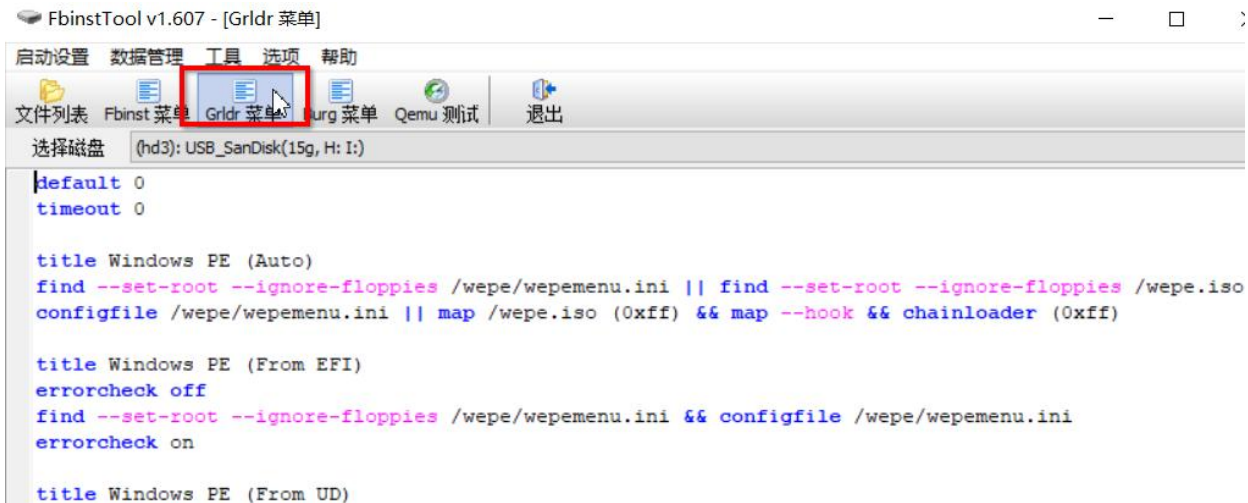 FbinstTool v1.607 - [Grldr 菜单]
启动设置 数据管理 工具 选项 帮助
文件列表 Fbinst 菜单 Grldr 菜单 Burg 菜单 Qemu 测试 退出
选择磁盘 (hd3): USB_SanDisk(15g, H: I:)
default 0
timeout 0
title Windows PE (Auto)
find --set-root --ignore-floppies /wepe/wepemenu.ini || find --set-root --ignore-floppies /wepe.iso
configfile /wepe/wepemenu.ini || map /wepe.iso (0xff) && map --hook && chainloader (0xff)
title Windows PE (From EFI)
errorcheck off
find --set-root --ignore-floppies /wepe/wepemenu.ini && configfile /wepe/wepemenu.ini
errorcheck on
title Windows PE (From UD)